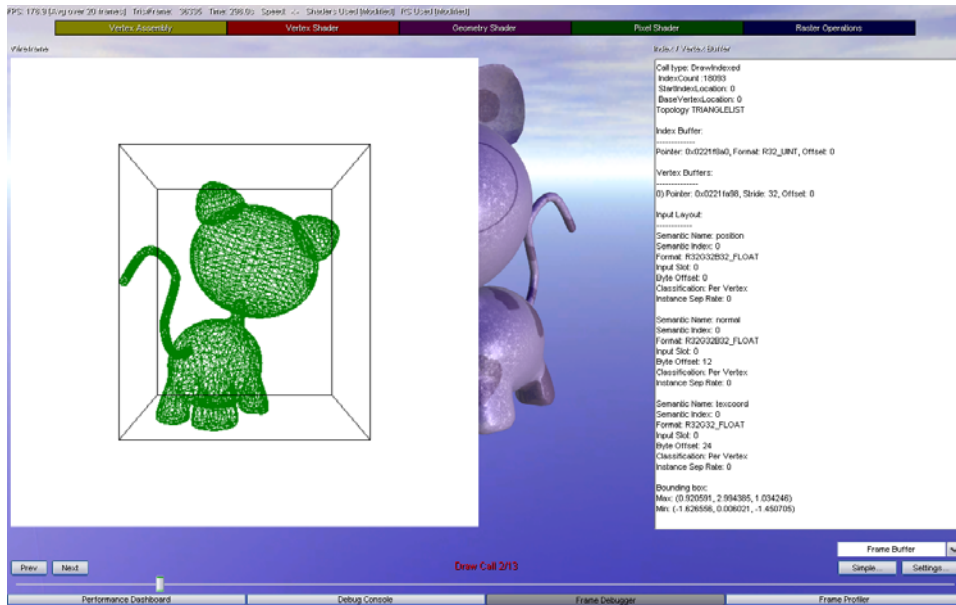 FPS: 178.9 [Avg over 20 frames] Tris/Frame: 36395 Time: 298.0s Speed: -/- Shaders Used [Modified] RS Used [Modified]
Vertex Assembly Vertex Shader Geometry Shader Pixel Shader Raster Operations
Wireframe
Index / Vertex Buffer
Call type: DrawIndexed
IndexCount :18093
StartIndexLocation: 0
BaseVertexLocation: 0
Topology TRIANGLELIST
Index Buffer:
-------------
Pointer: 0x0221f8a0, Format: R32_UINT, Offset: 0
Vertex Buffers:
--------------
0) Pointer: 0x0221fa98, Stride: 32, Offset: 0
Input Layout:
------------
Semantic Name: position
Semantic Index: 0
Format: R32G32B32_FLOAT
Input Slot: 0
Byte Offset: 0
Classification: Per Vertex
Instance Sep Rate: 0
Semantic Name: normal
Semantic Index: 0
Format: R32G32B32_FLOAT
Input Slot: 0
Byte Offset: 12
Classification: Per Vertex
Instance Sep Rate: 0
Semantic Name: texcoord
Semantic Index: 0
Format: R32G32_FLOAT
Input Slot: 0
Byte Offset: 24
Classification: Per Vertex
Instance Sep Rate: 0
Bounding box:
Max: (0.920591, 2.994385, 1.034246)
Min: (-1.626556, 0.006021, -1.450705)
Frame Buffer
Prev Next Draw Call 2/13 Simple... Settings...
Performance Dashboard Debug Console Frame Debugger Frame Profiler